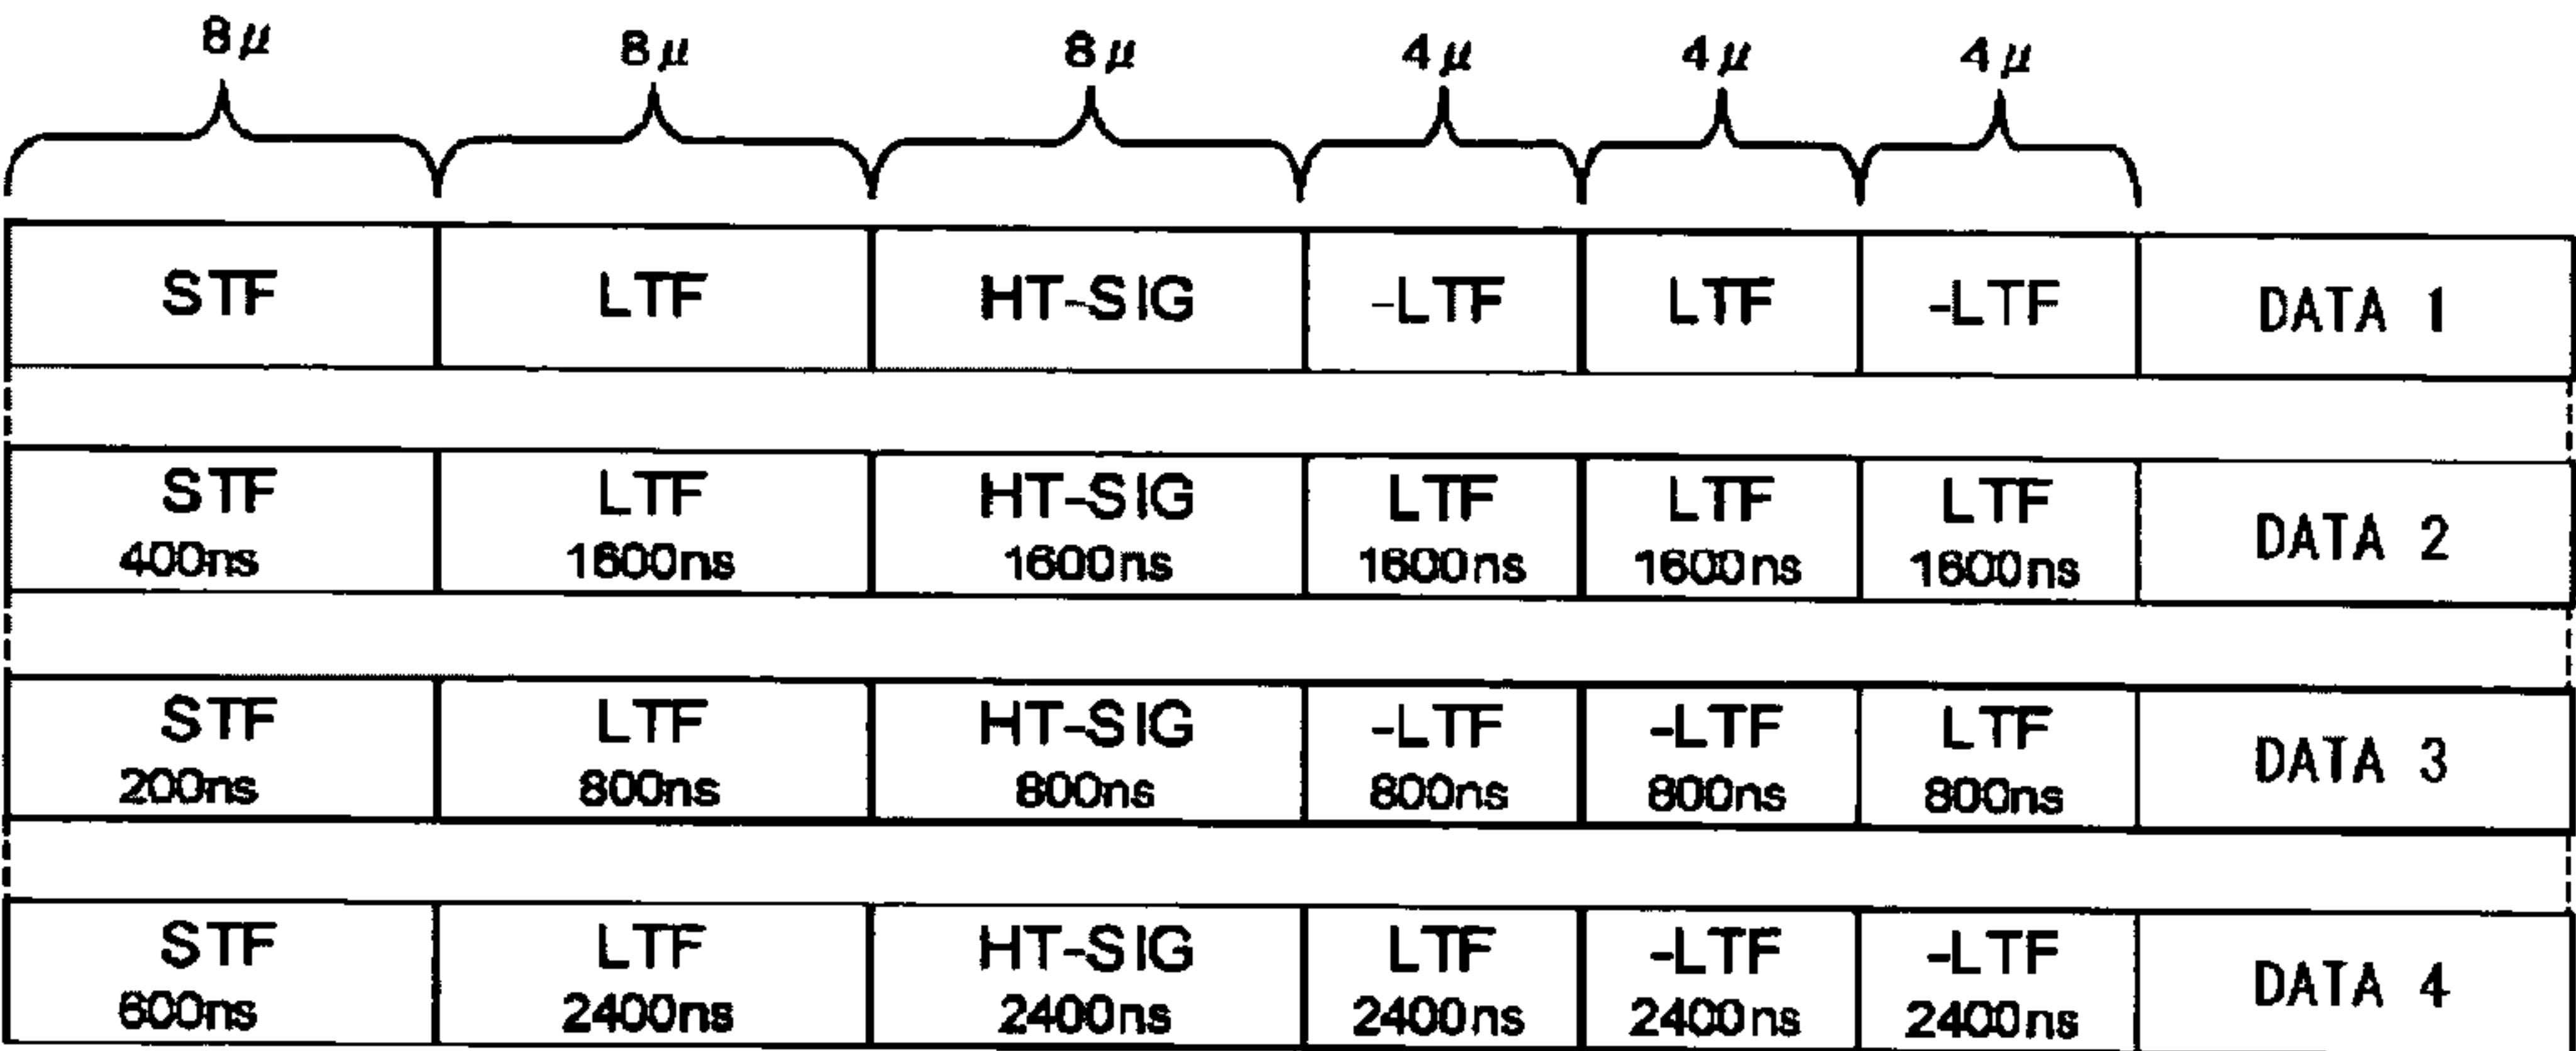 8μ 8μ 8μ 4μ 4μ 4μ
STF LTF HT-SIG -LTF LTF -LTF DATA 1
STF LTF HT-SIG LTF LTF LTF DATA 2
400ns 1600ns 1600ns 1600ns 1600ns 1600ns
STF LTF HT-SIG -LTF -LTF LTF DATA 3
200ns 800ns 800ns 800ns 800ns 800ns
STF LTF HT-SIG LTF -LTF -LTF DATA 4
600ns 2400ns 2400ns 2400ns 2400ns 2400ns